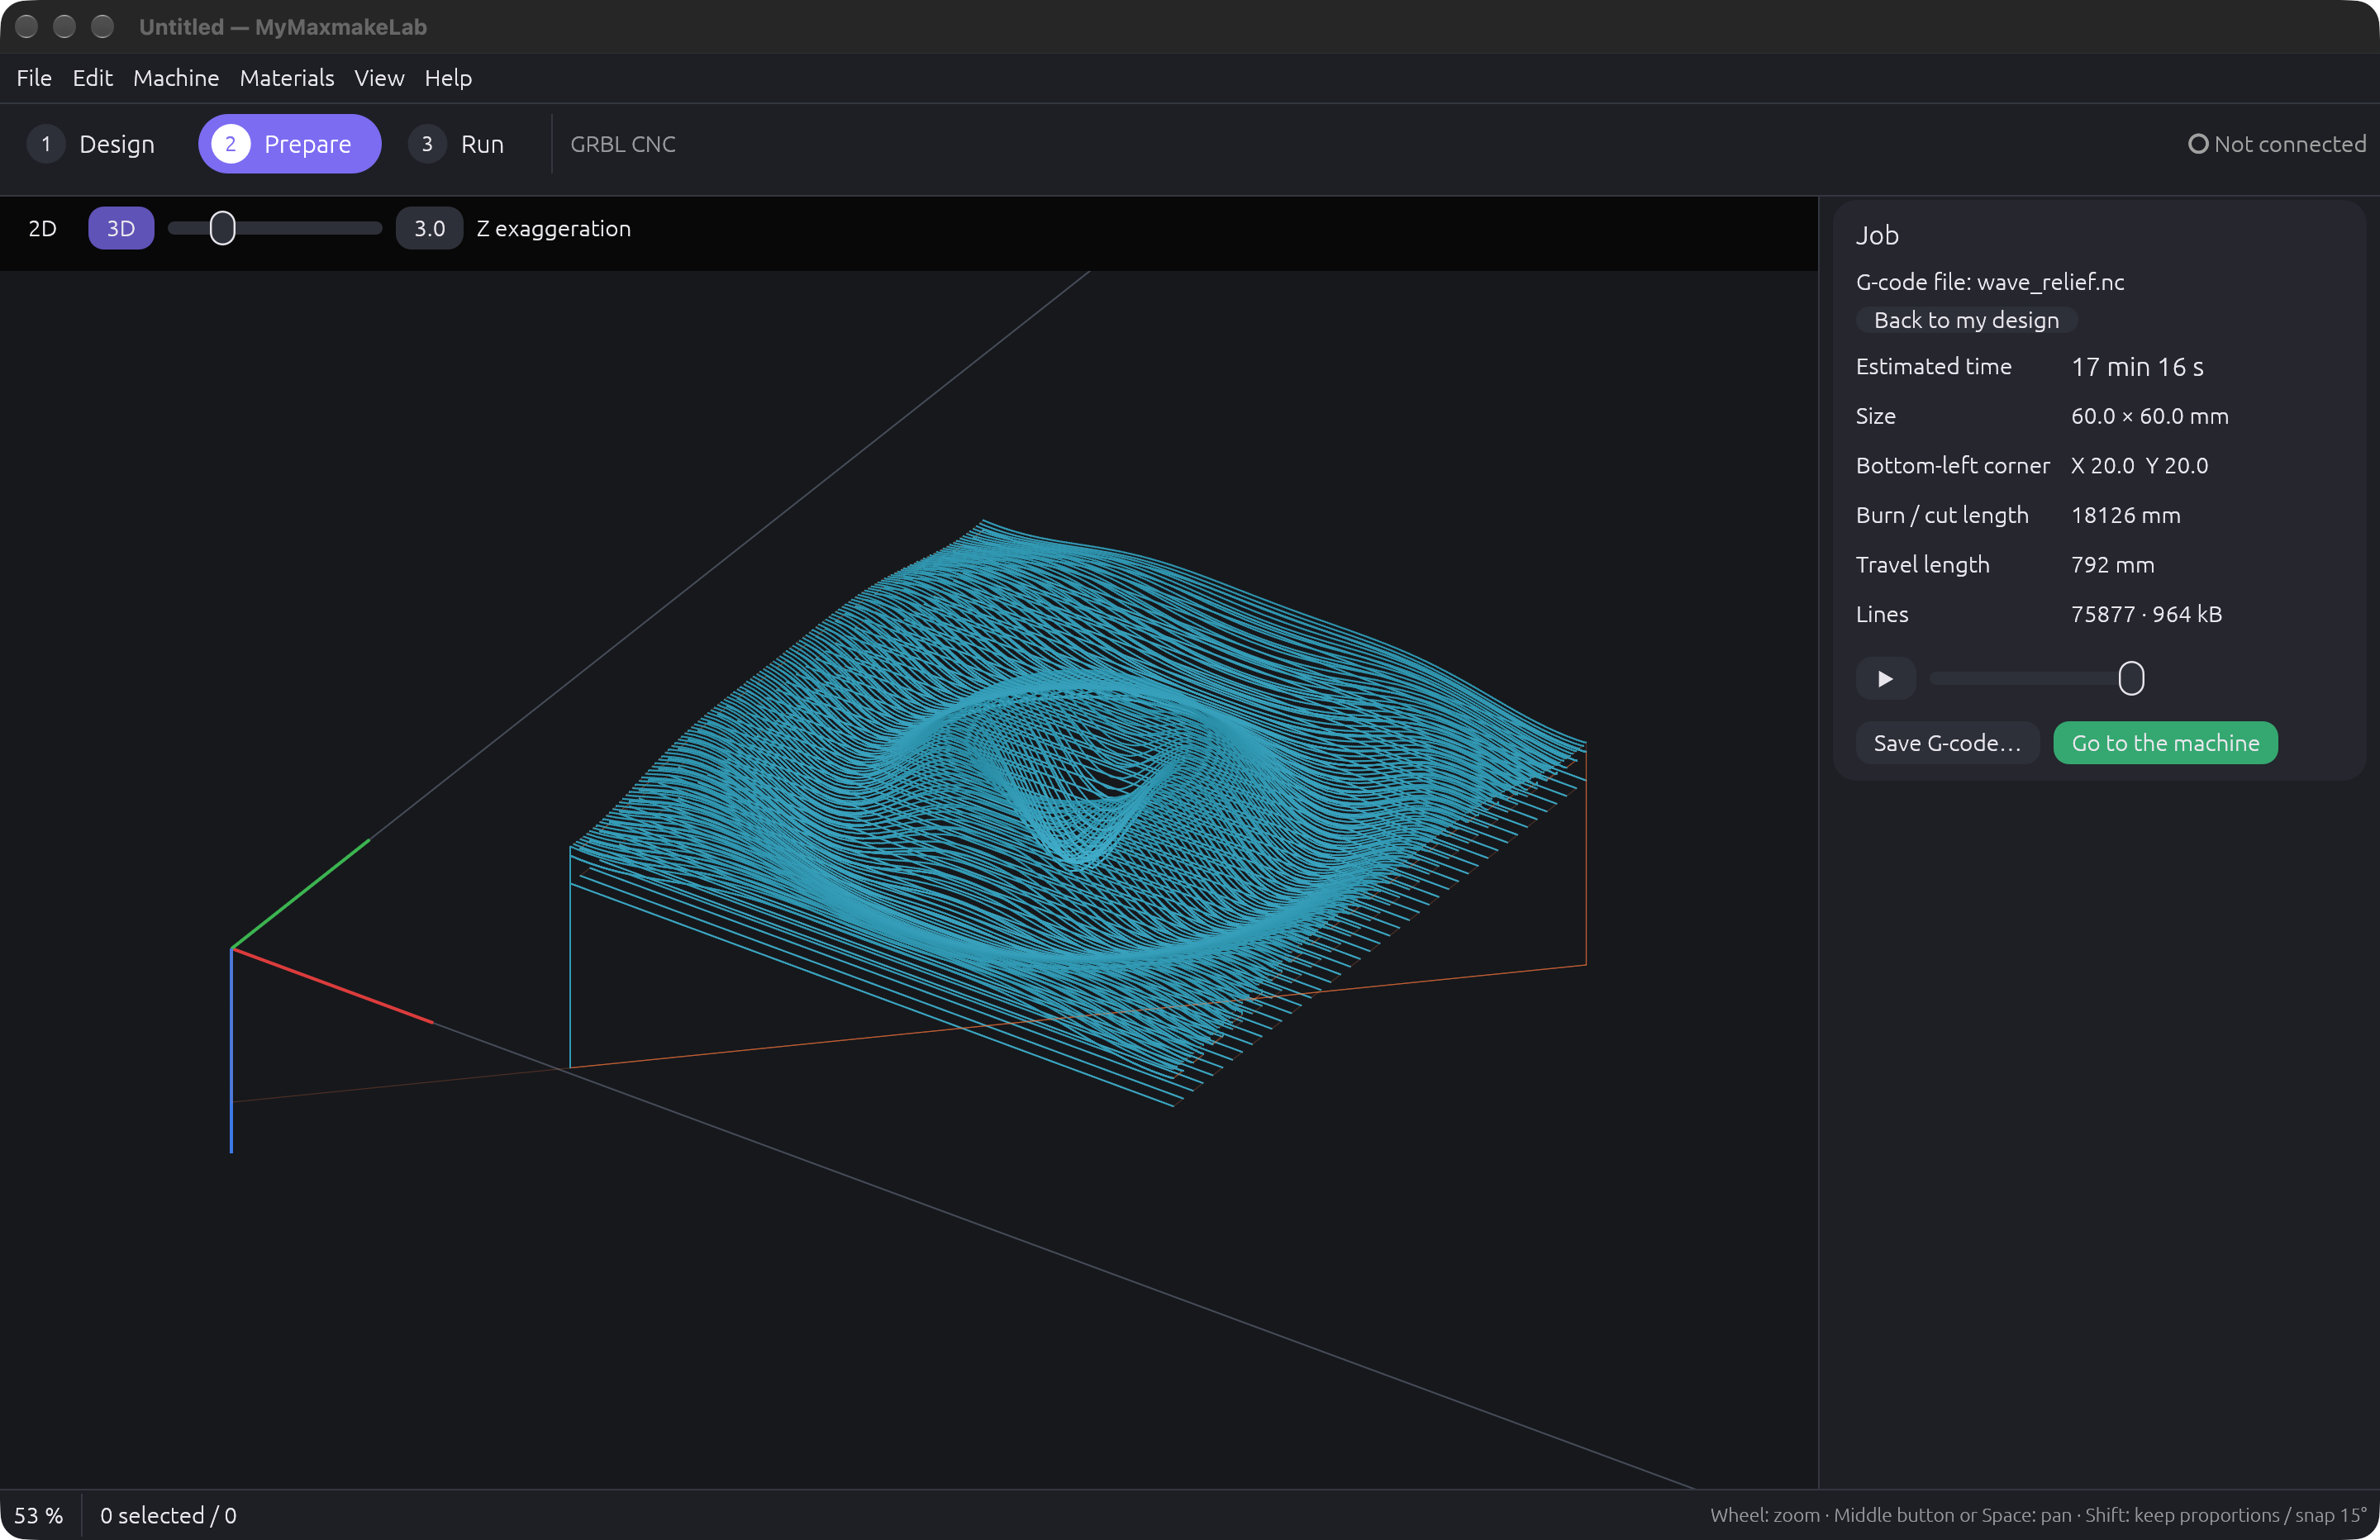 Untitled — MyMaxmakeLab
File Edit Machine Materials View Help
1 Design 2 Prepare 3 Run GRBL CNC Not connected
2D 3D 3.0 Z exaggeration
Job
G-code file: wave_relief.nc
Back to my design
Estimated time 17 min 16 s
Size 60.0 × 60.0 mm
Bottom-left corner X 20.0 Y 20.0
Burn / cut length 18126 mm
Travel length 792 mm
Lines 75877 · 964 kB
Save G-code… Go to the machine
53 % 0 selected / 0 Wheel: zoom · Middle button or Space: pan · Shift: keep proportions / snap 15°